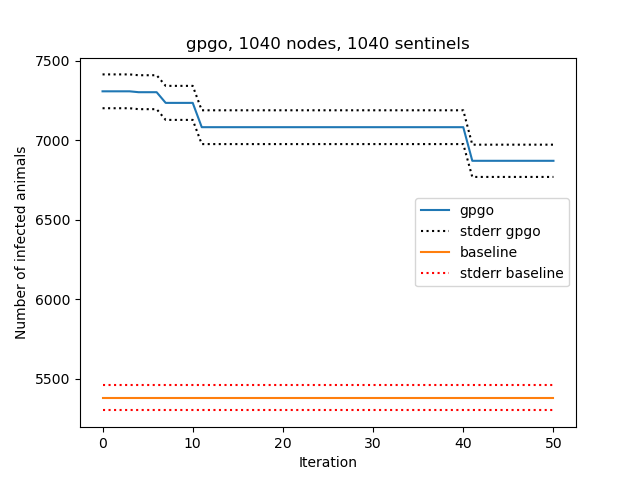 gpgo, 1040 nodes, 1040 sentinels
7500
7000
6500
6000
5500
Number of infected animals
gpgo
stderr gpgo
baseline
stderr baseline
0 10 20 30 40 50
Iteration